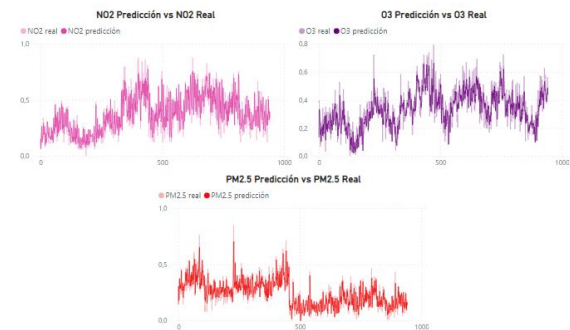 NO2 Predicción vs NO2 Real
NO2 real NO2 predicción
1,0
0,5
0,0
0 500 1000
O3 Predicción vs O3 Real
O3 real O3 predicción
0,8
0,6
0,4
0,2
0,0
0 500 1000
PM2.5 Predicción vs PM2.5 Real
PM2.5 real PM2.5 predicción
1,0
0,5
0,0
0 500 1000